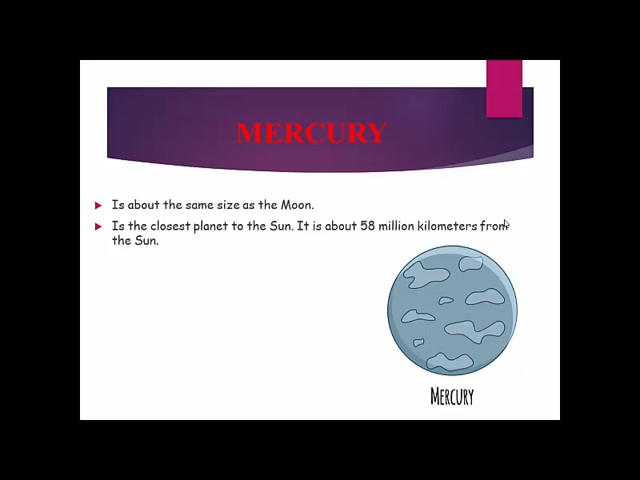 MERCURY
Is about the same size as the Moon.
Is the closest planet to the Sun. It is about 58 million kilometers from
the Sun.
MERCURY